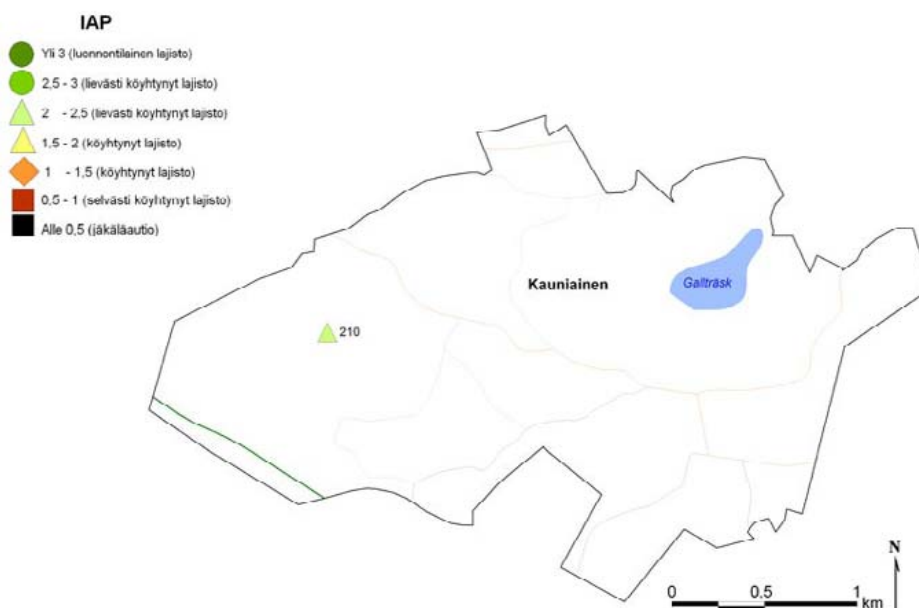 IAP
Yli 3 (luonnontilainen lajisto)
2,5 - 3 (lievästi köyhtynyt lajisto)
2 - 2,5 (lievästi köyhtynyt lajisto)
1,5 - 2 (köyhtynyt lajisto)
1 - 1,5 (köyhtynyt lajisto)
0,5 - 1 (selvästi köyhtynyt lajisto)
Alle 0,5 (jäkäläautio)
Kauniainen
Gallträsk
210
N
0 0,5 1
km